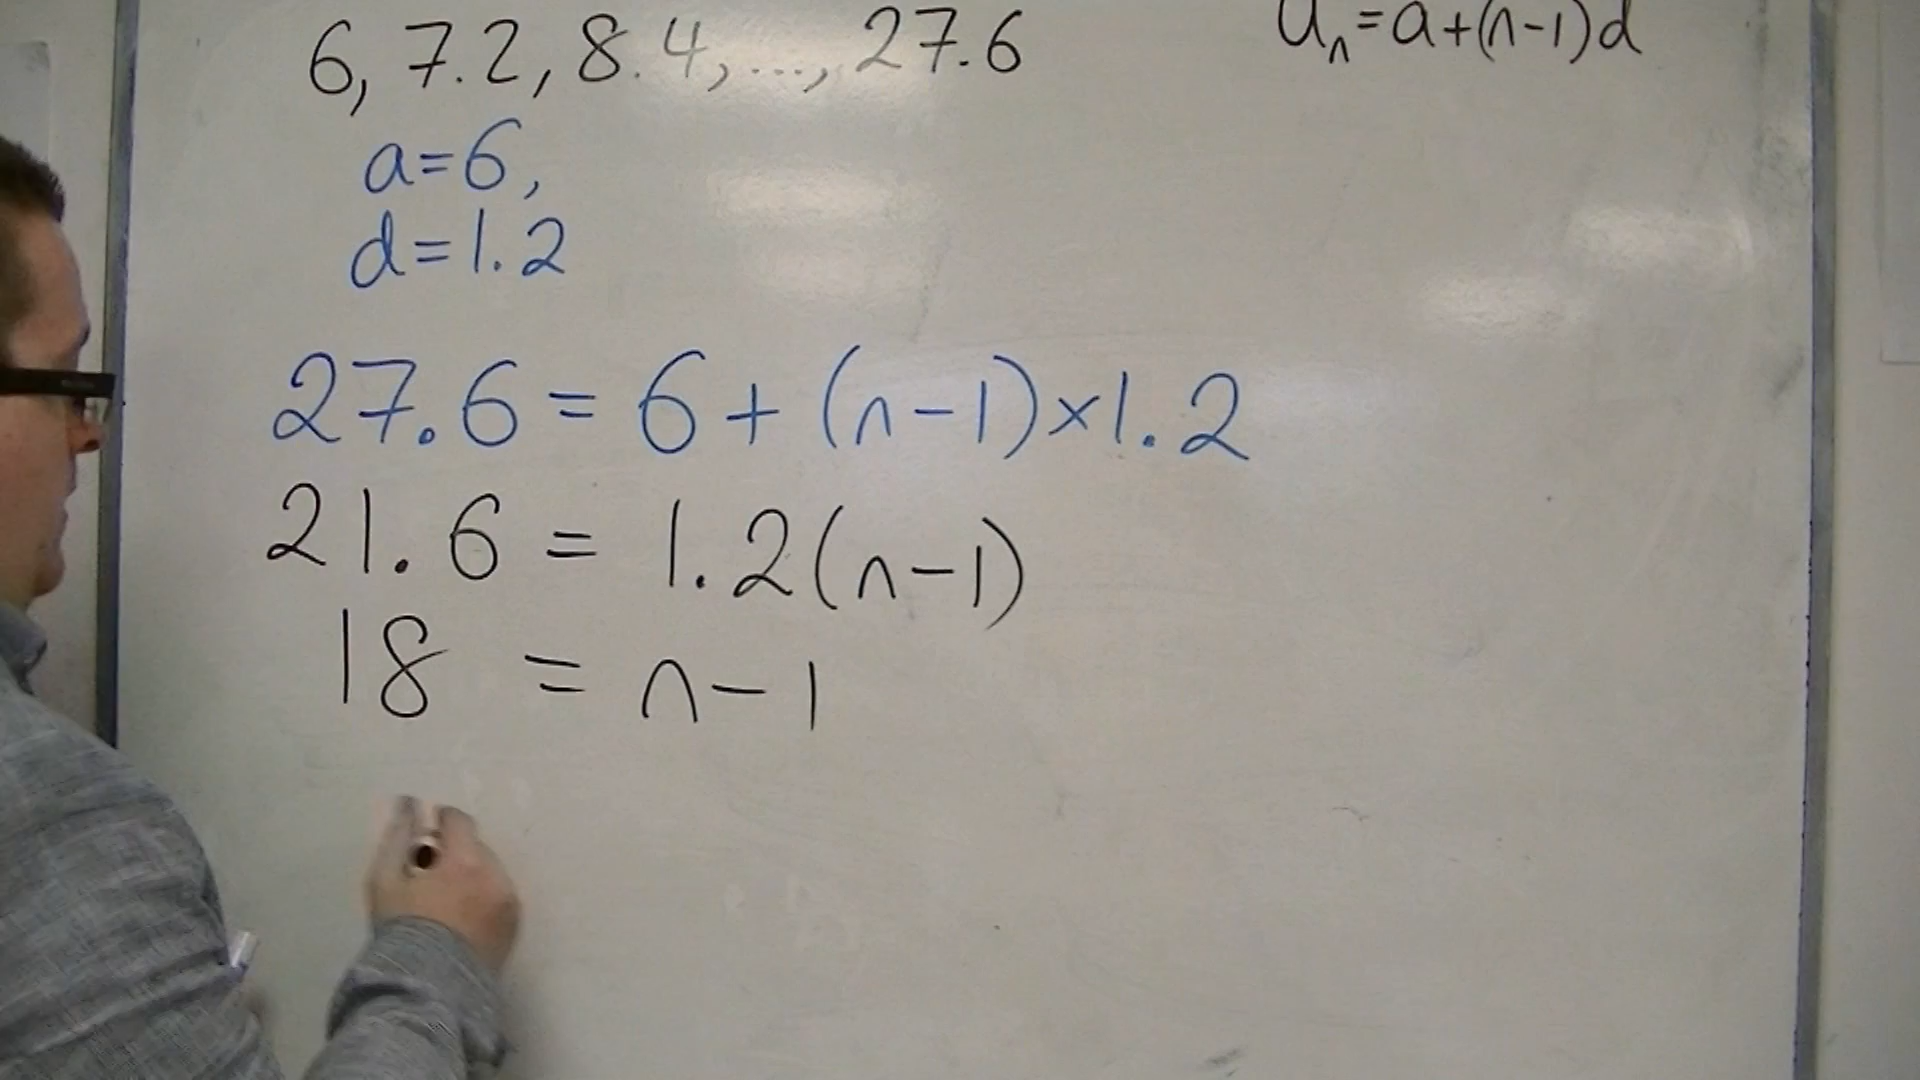 6, 7.2, 8.4, ..., 27.6
Un=a+(n-1)d
a=6,
d=1.2
27.6 = 6 + (n-1)×1.2
21.6 = 1.2(n-1)
18 = n-1